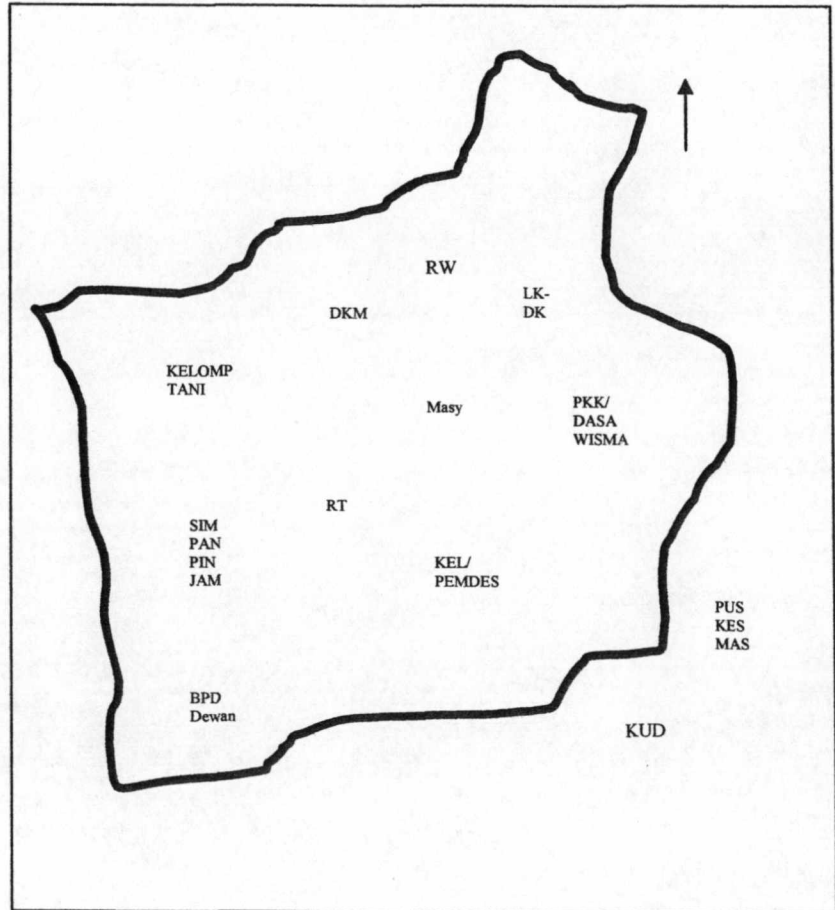 RW
LK-
DK
DKM
KELOMP
TANI
Masy
PKK/
DASA
WISMA
RT
SIM
PAN
PIN
JAM
KEL/
PEMDES
PUS
KES
MAS
BPD
Dewan
KUD